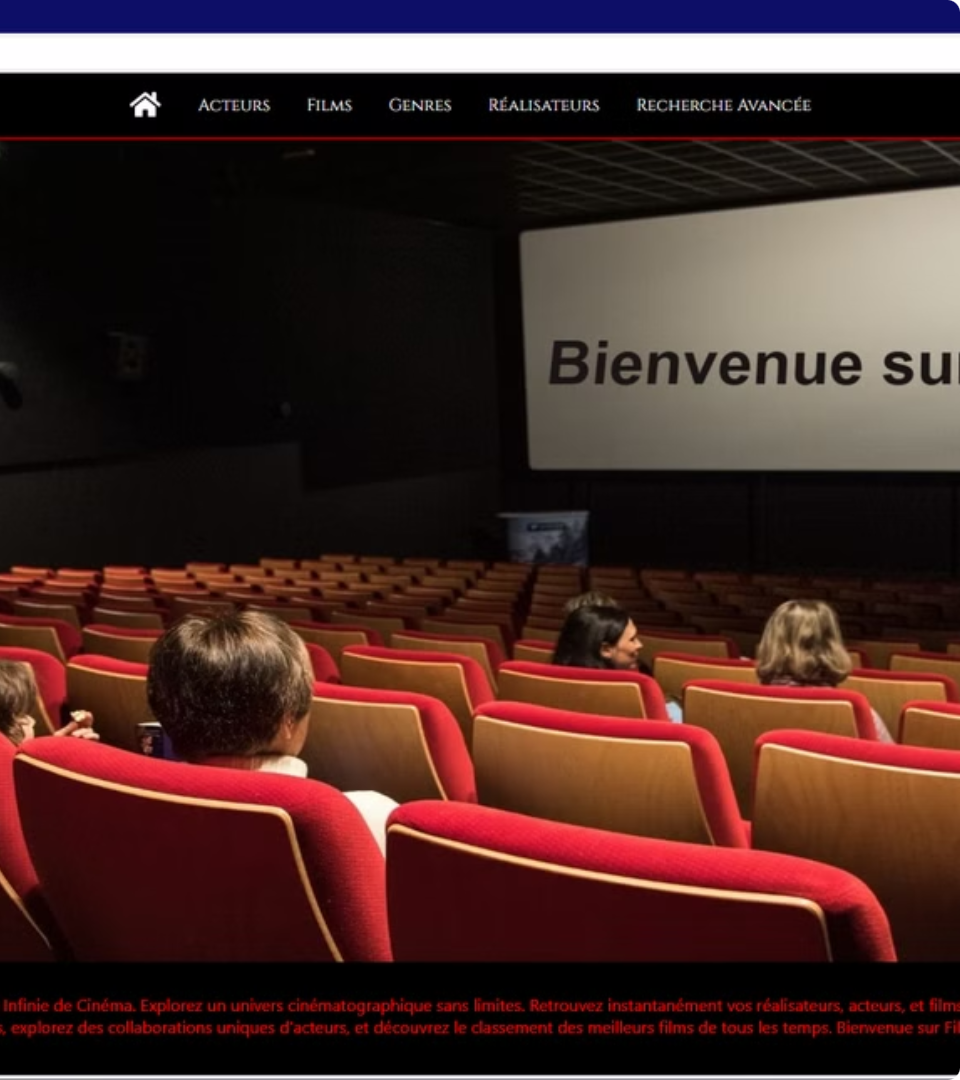 Acteurs Films Genres Réalisateurs Recherche Avancée
Bienvenue sur
Infinie de Cinéma. Explorez un univers cinématographique sans limites. Retrouvez instantanément vos réalisateurs, acteurs, et films
, explorez des collaborations uniques d'acteurs, et découvrez le classement des meilleurs films de tous les temps. Bienvenue sur Fil